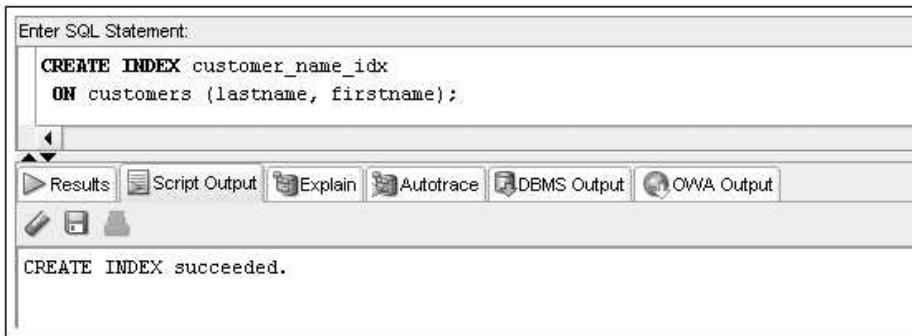 Enter SQL Statement:
CREATE INDEX customer_name_idx
ON customers (lastname, firstname);
Results Script Output Explain Autotrace DBMS Output OWA Output
CREATE INDEX succeeded.